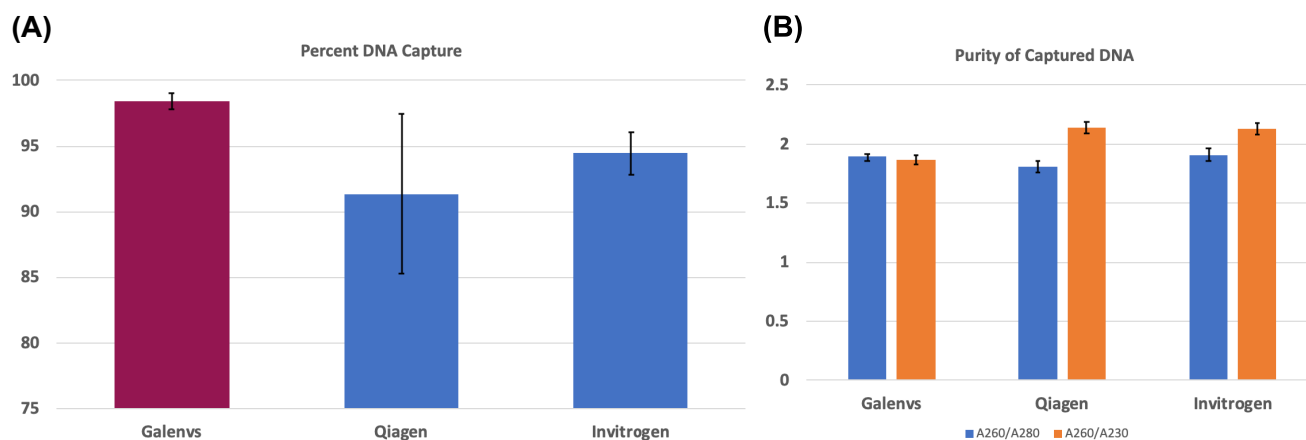 (A)
Percent DNA Capture
100
95
90
85
80
75
Galenvs Qiagen Invitrogen
(B)
Purity of Captured DNA
2.5
2
1.5
1
0.5
0
Galenvs Qiagen Invitrogen
A260/A280 A260/A230